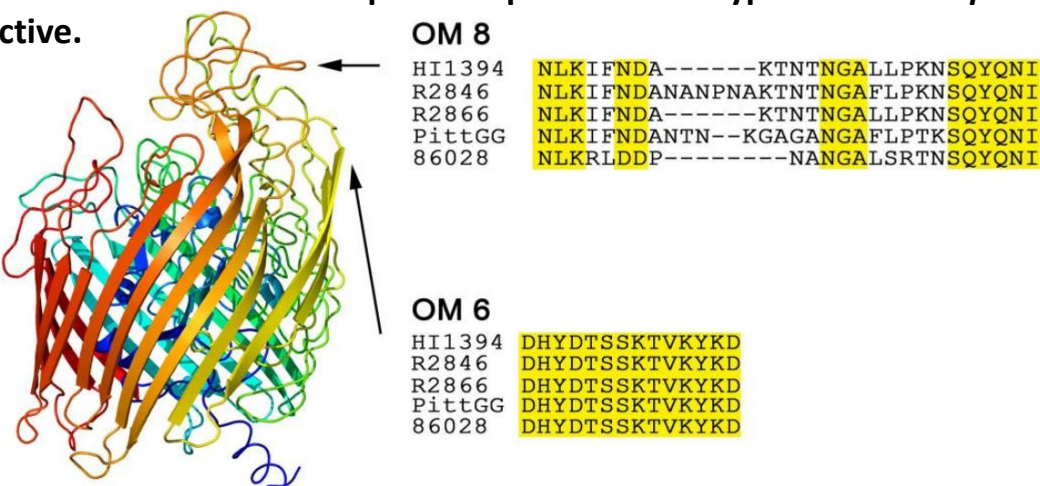 ctive.
OM 8
HI1394 NLKIFNDA------KTNTNGALLPKNSQYQNI
R2846 NLKIFNDANANPNAKTNTNGAFLPKNSQYQNI
R2866 NLKIFNDA------KTNTNGAFLPKNSQYQNI
PittGG NLKIFNDANTN--KGAGANGAFLPTKSQYQNI
86028 NLKRLDDP--------NANGALSRTNSQYQNI
OM 6
HI1394 DHYDTSSKTVKYKD
R2846 DHYDTSSKTVKYKD
R2866 DHYDTSSKTVKYKD
PittGG DHYDTSSKTVKYKD
86028 DHYDTSSKTVKYKD